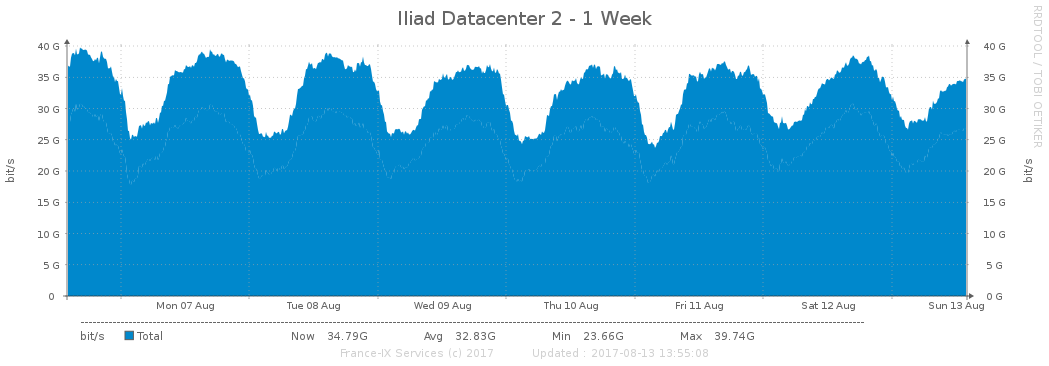 Iliad Datacenter 2 - 1 Week
RRDTOOL / TOBI OETIKER
40 G 40 G
35 G 35 G
30 G 30 G
25 G 25 G
20 G 20 G
15 G 15 G
10 G 10 G
5 G 5 G
0 0 G
bit/s bit/s
Mon 07 Aug Tue 08 Aug Wed 09 Aug Thu 10 Aug Fri 11 Aug Sat 12 Aug Sun 13 Aug
bit/s Total Now 34.79G Avg 32.83G Min 23.66G Max 39.74G
France-IX Services (c) 2017 Updated : 2017-08-13 13:55:08